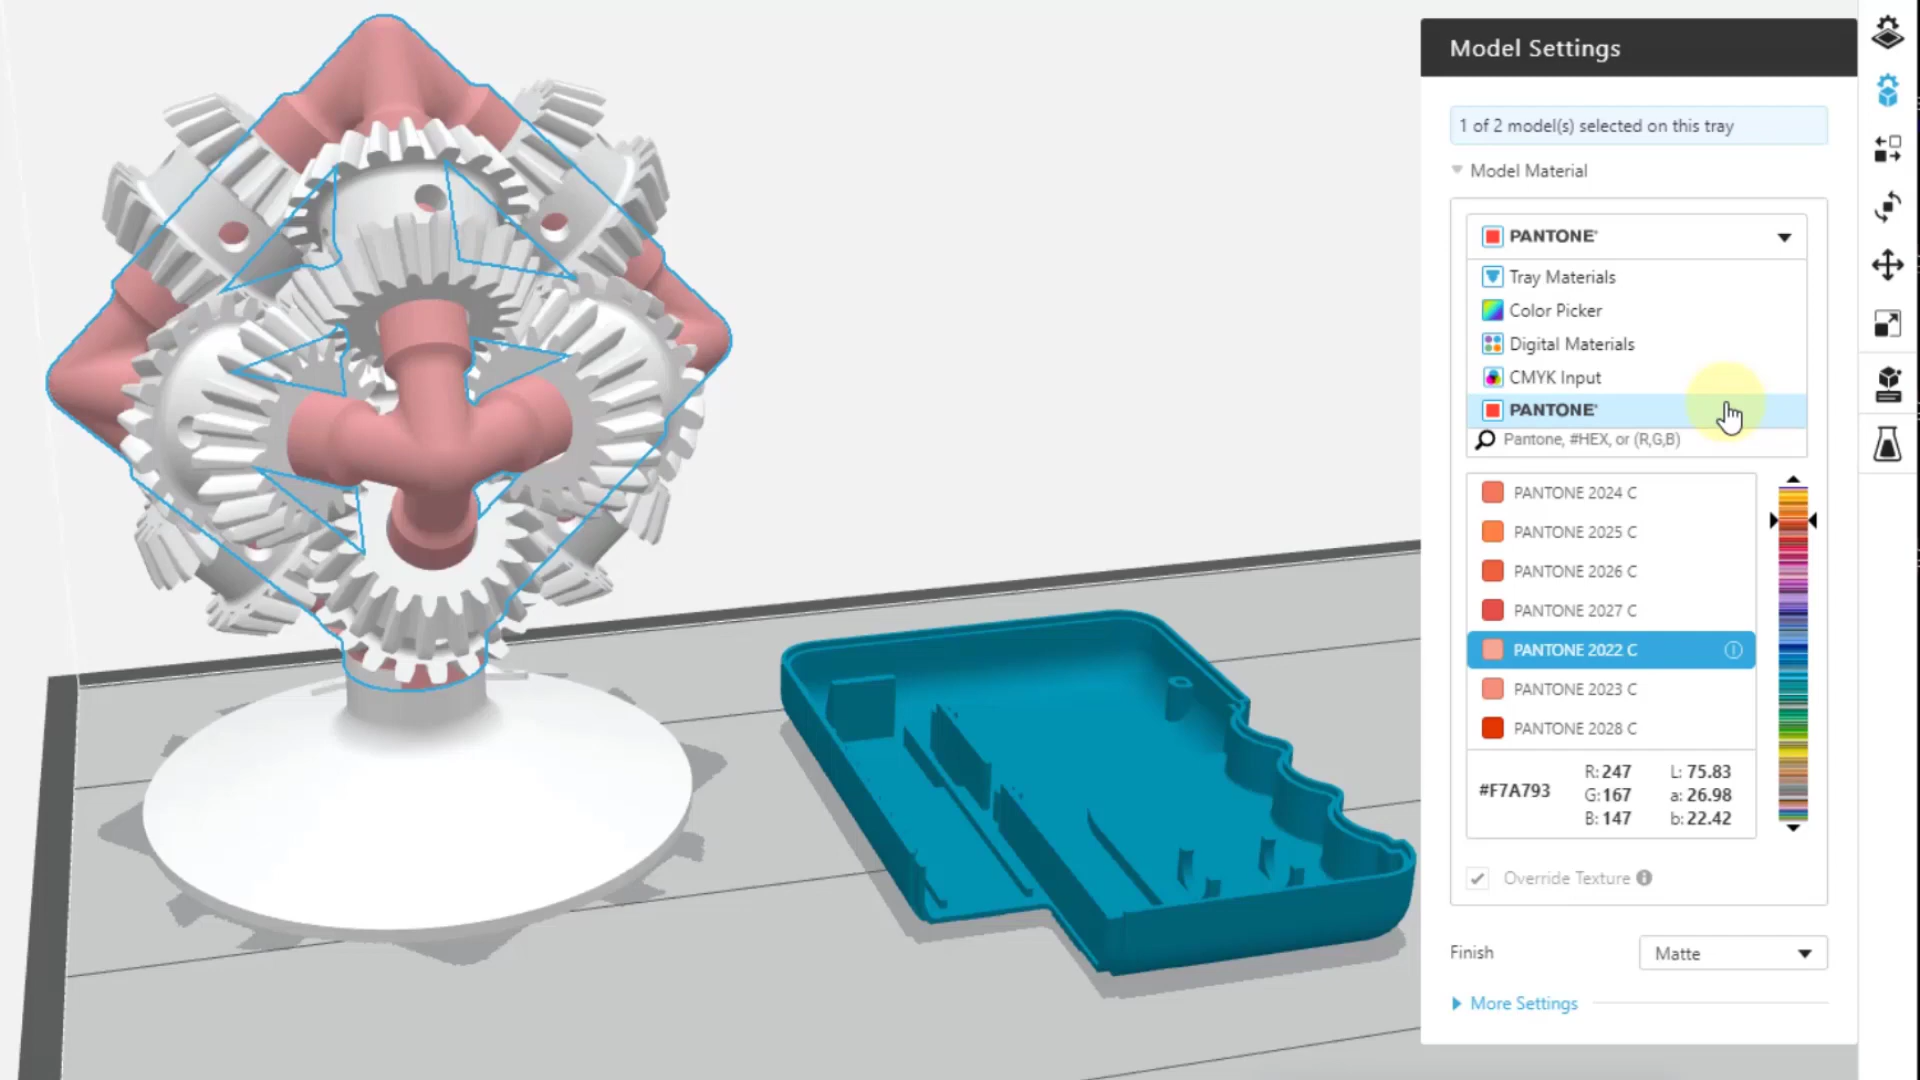 Model Settings
1 of 2 model(s) selected on this tray
Model Material
PANTONE®
Tray Materials
Color Picker
Digital Materials
CMYK Input
PANTONE®
Pantone, #HEX, or (R,G,B)
PANTONE 2024 C
PANTONE 2025 C
PANTONE 2026 C
PANTONE 2027 C
PANTONE 2022 C
PANTONE 2023 C
PANTONE 2028 C
#F7A793
R: 247 L: 75.83
G: 167 a: 26.98
B: 147 b: 22.42
Override Texture
Finish Matte
More Settings